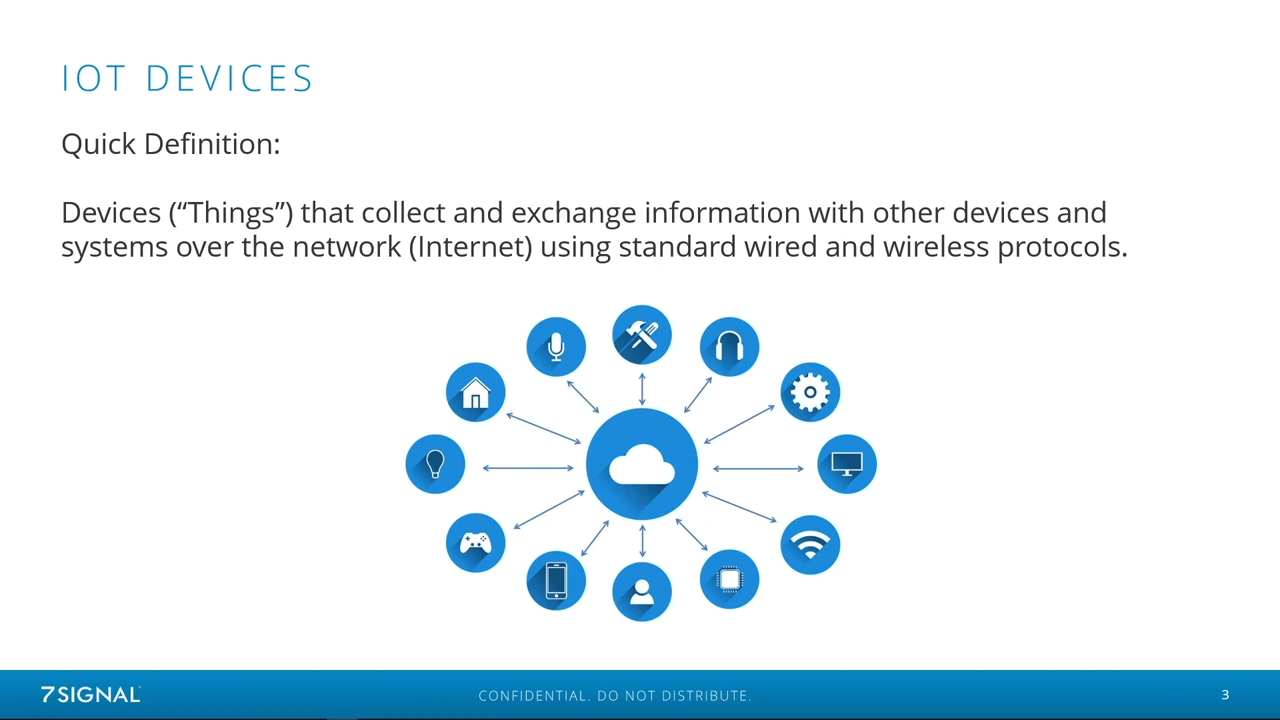 IOT DEVICES
Quick Definition:
Devices (“Things”) that collect and exchange information with other devices and
systems over the network (Internet) using standard wired and wireless protocols.
7SIGNAL
CONFIDENTIAL. DO NOT DISTRIBUTE.
3